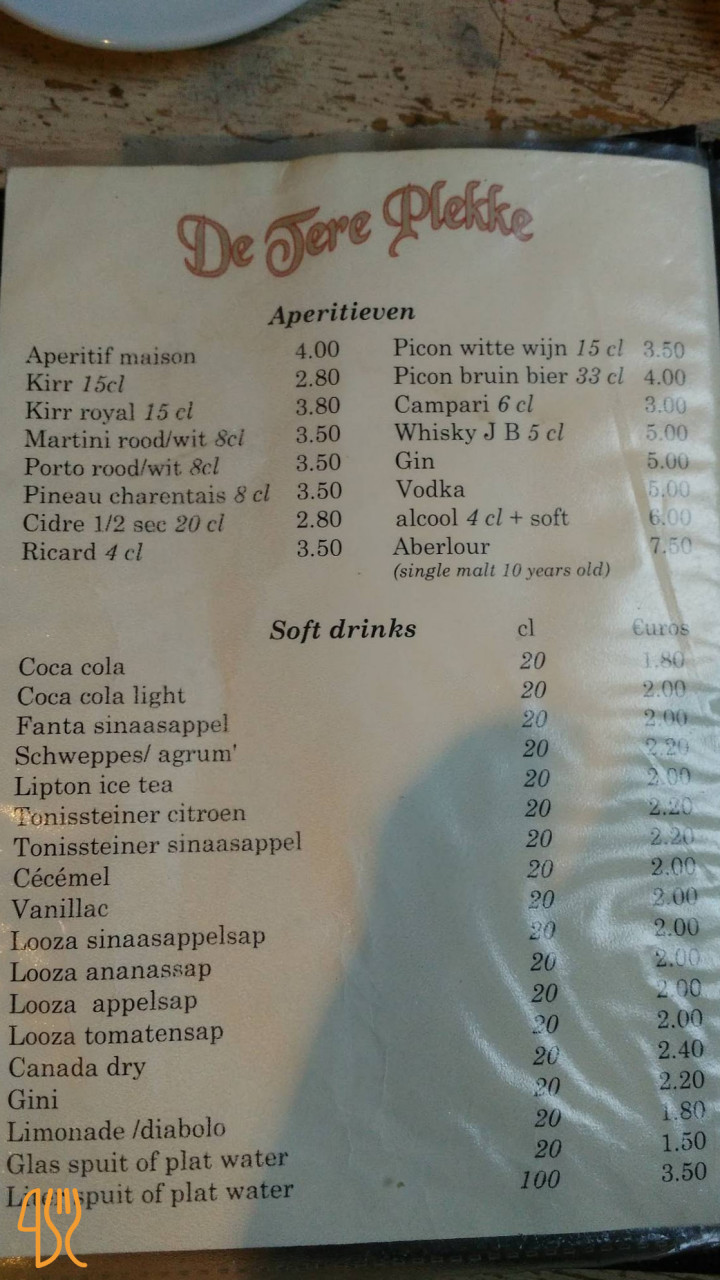 De Tere Plekke
Aperitieven
Aperitif maison 4.00
Kirr 15cl 2.80
Kirr royal 15 cl 3.80
Martini rood/wit 8cl 3.50
Porto rood/wit 8cl 3.50
Pineau charentais 8 cl 3.50
Cidre 1/2 sec 20 cl 2.80
Ricard 4 cl 3.50
Picon witte wijn 15 cl 3.50
Picon bruin bier 33 cl 4.00
Campari 6 cl 3.00
Whisky J B 5 cl 5.00
Gin 5.00
Vodka 5.00
alcool 4 cl + soft 6.00
Aberlour 7.50
(single malt 10 years old)
Soft drinks cl €uros
Coca cola 20 1.80
Coca cola light 20 2.00
Fanta sinaasappel 20 2.00
Schweppes/ agrum' 20 2.20
Lipton ice tea 20 2.00
Tonissteiner citroen 20 2.20
Tonissteiner sinaasappel 20 2.20
Cécémel 20 2.00
Vanillac 20 2.00
Looza sinaasappelsap 20 2.00
Looza ananassap 20 2.00
Looza appelsap 20 2.00
Looza tomatensap 20 2.00
Canada dry 20 2.40
Gini 20 2.20
Limonade /diabolo 20 1.80
Glas spuit of plat water 20 1.50
Liter spuit of plat water 100 3.50